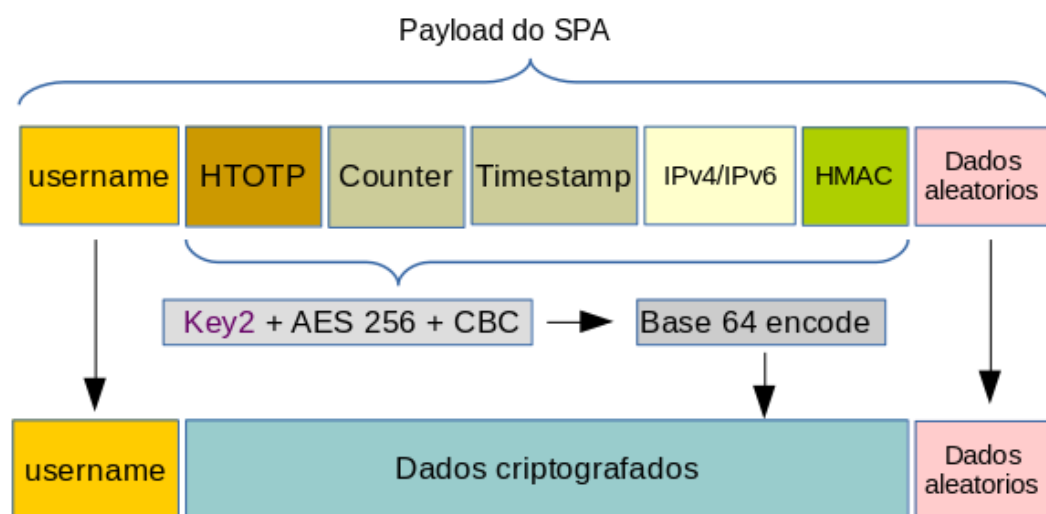 Payload do SPA
username
HTOTP
Counter
Timestamp
IPv4/IPv6
HMAC
Dados
aleatorios
Key2 + AES 256 + CBC
Base 64 encode
username
Dados criptografados
Dados
aleatorios